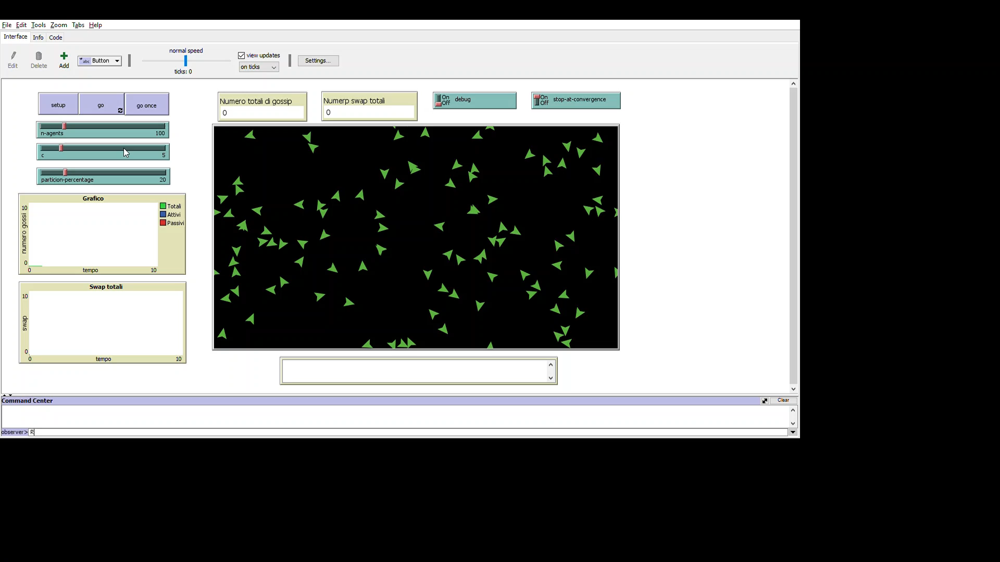 File Edit Tools Zoom Tabs Help
Interface Info Code
normal speed
view updates
Edit Delete Add abc Button on ticks Settings...
ticks: 0
setup go go once
Numero totali di gossip
0
Numerp swap totali
0
On
Off debug
On
Off stop-at-convergence
n-agents 100
c 5
particion-percentage 20
Grafico
numero gossi
10
0
0 tempo 10
Totali
Attivi
Passivi
Swap totali
swap
10
0
0 tempo 10
Command Center Clear
observer> R